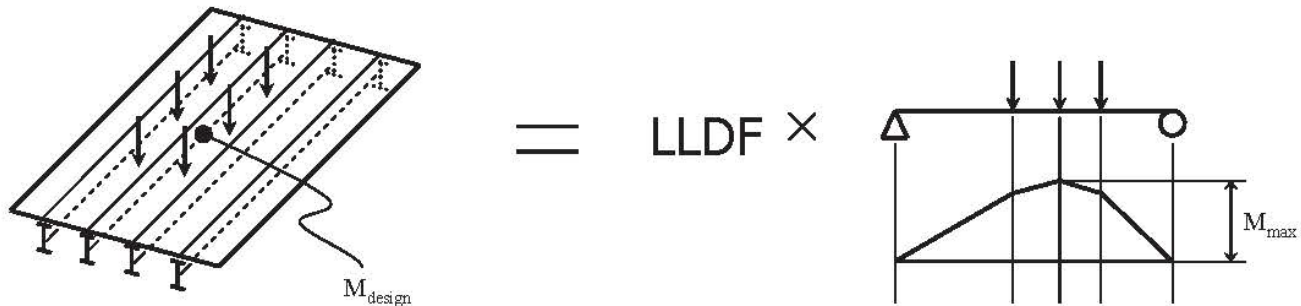 = LLDF ×
M_max
M_design